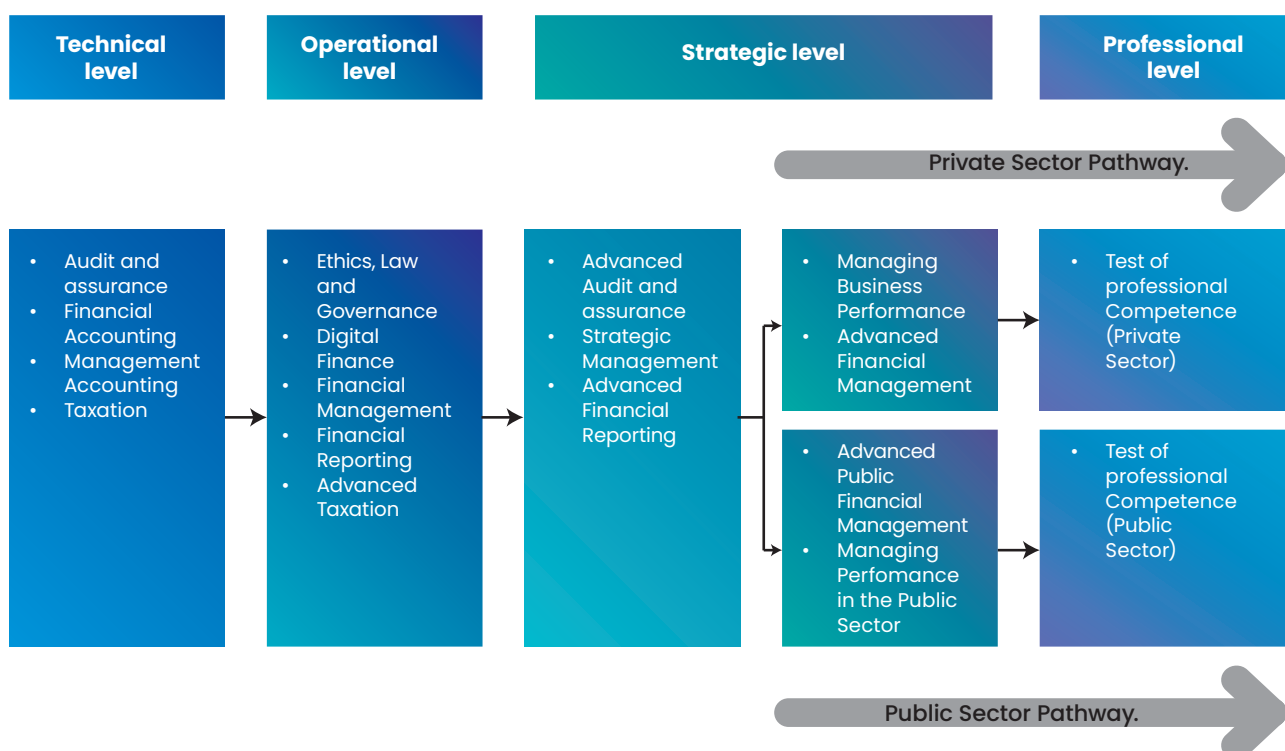 Technical
level
Operational
level
Strategic level
Professional
level
Private Sector Pathway.
• Audit and
assurance
• Financial
Accounting
• Management
Accounting
• Taxation
• Ethics, Law
and
Governance
• Digital
Finance
• Financial
Management
• Financial
Reporting
• Advanced
Taxation
• Advanced
Audit and
assurance
• Strategic
Management
• Advanced
Financial
Reporting
• Managing
Business
Performance
• Advanced
Financial
Management
• Test of
professional
Competence
(Private
Sector)
• Advanced
Public
Financial
Management
• Managing
Perfomance
in the Public
Sector
• Test of
professional
Competence
(Public
Sector)
Public Sector Pathway.